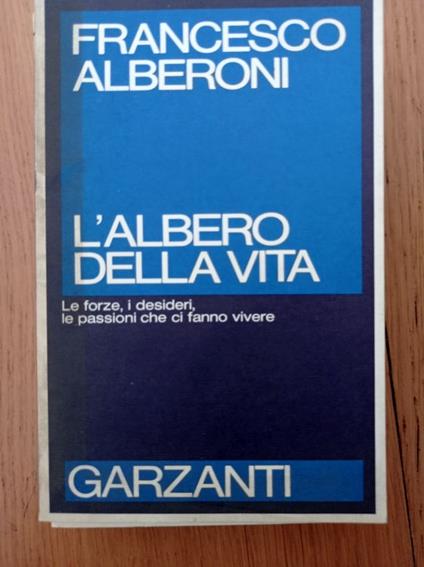 FRANCESCO
ALBERONI
L'ALBERO
DELLA VITA
Le forze, i desideri,
le passioni che ci fanno vivere
GARZANTI